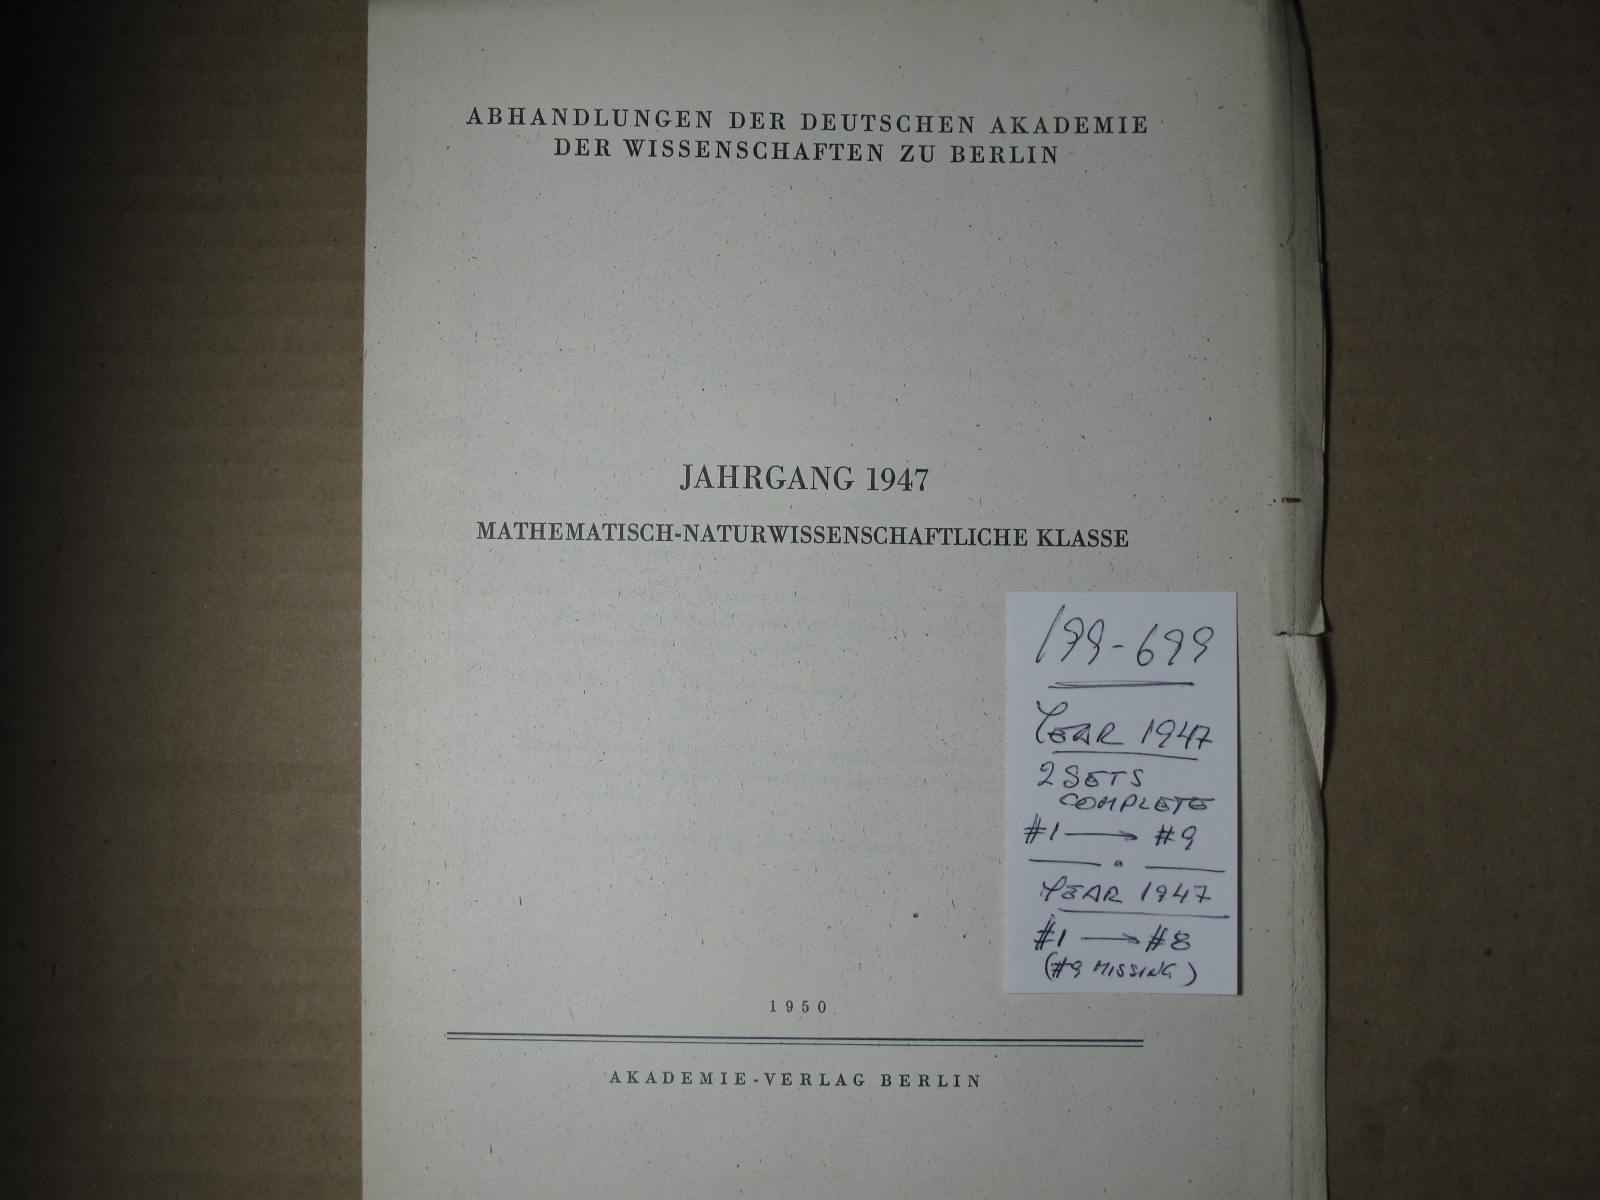 ABHANDLUNGEN DER DEUTSCHEN AKADEMIE
DER WISSENSCHAFTEN ZU BERLIN
JAHRGANG 1947
MATHEMATISCH-NATURWISSENSCHAFTLICHE KLASSE
199-699
YEAR 1947
2 SETS
COMPLETE
#1 → #9
YEAR 1947
#1 → #8
(#9 MISSING)
1950
AKADEMIE-VERLAG BERLIN